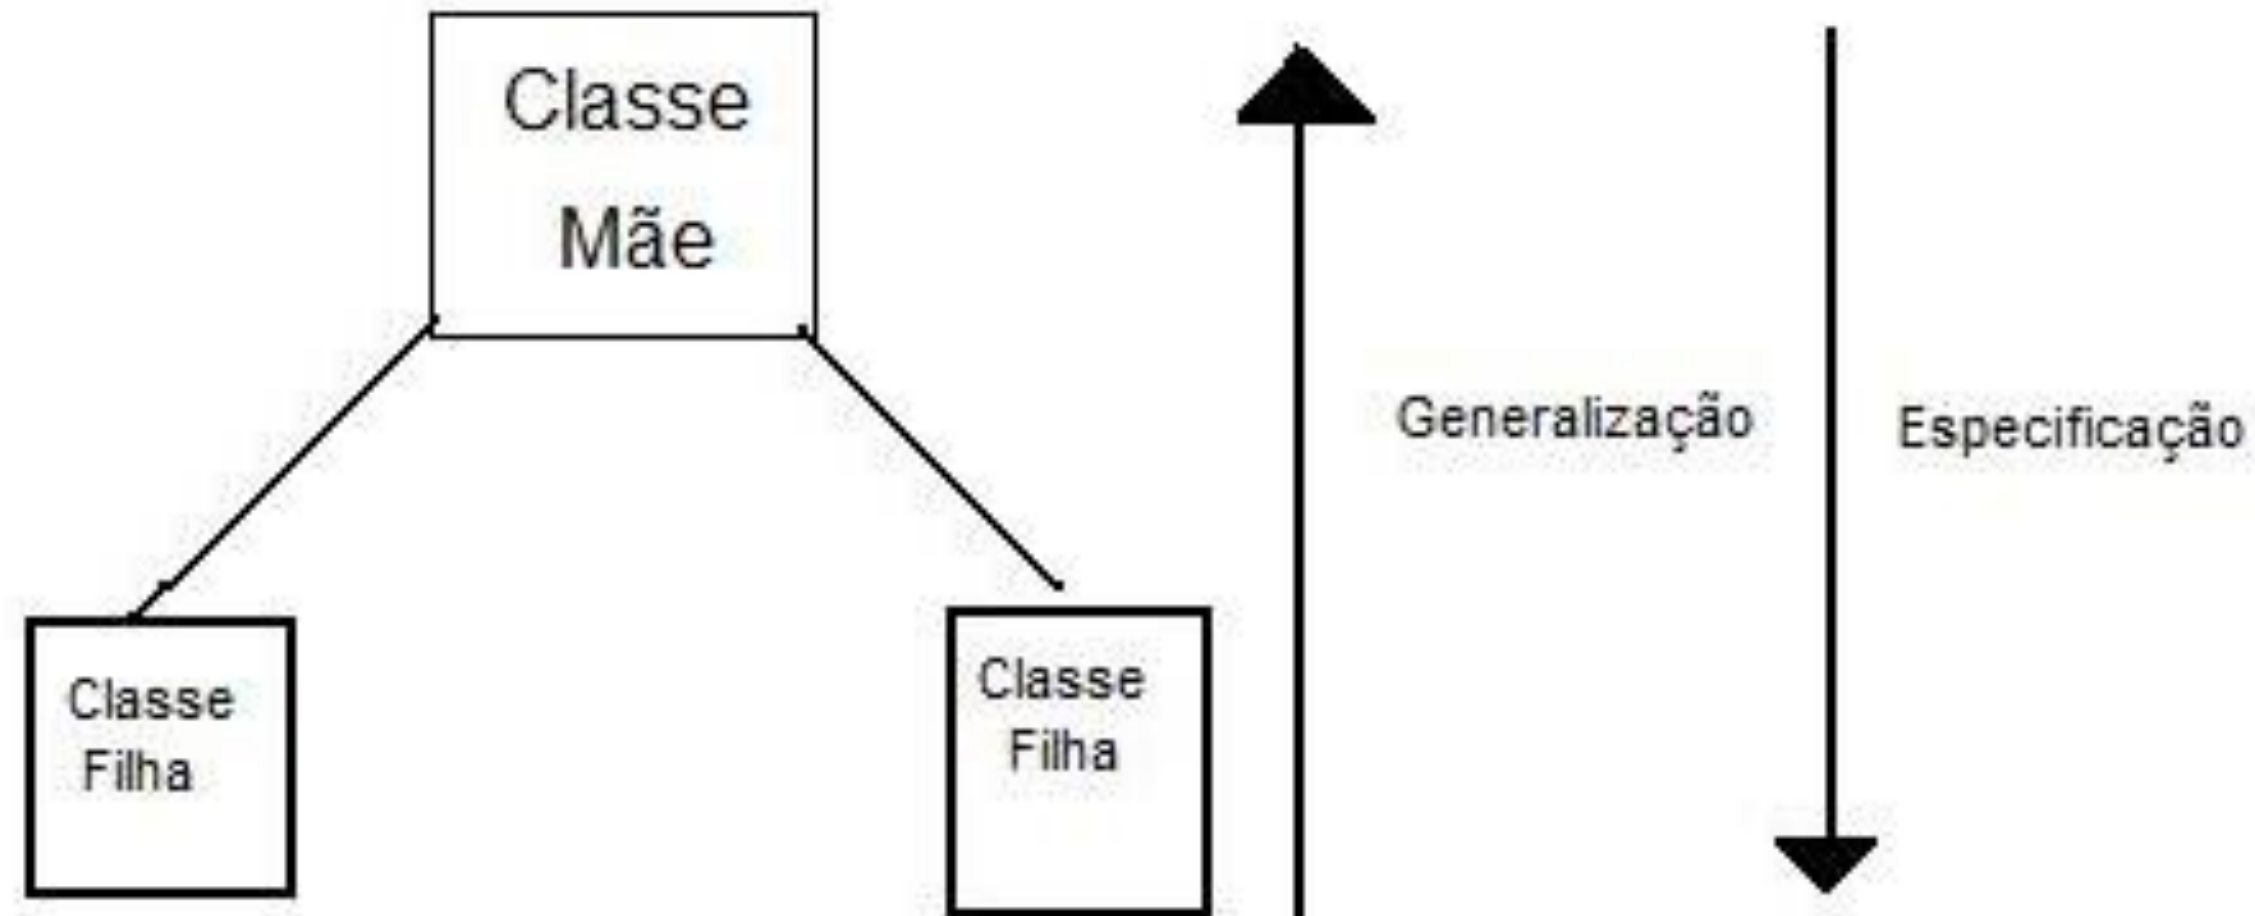 Classe
Mãe
Generalização
Especificação
Classe
Filha
Classe
Filha